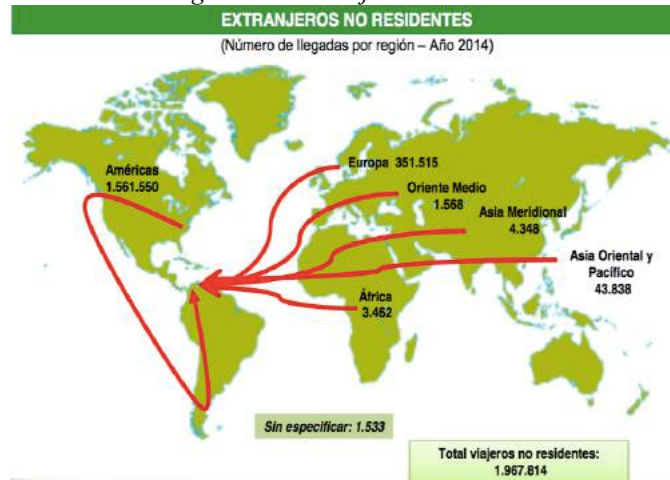 EXTRANJEROS NO RESIDENTES
(Número de llegadas por región – Año 2014)
Europa 351.515
Américas
1.561.550
Oriente Medio
1.568
Asia Meridional
4.348
Asia Oriental y
Pacífico
43.838
África
3.462
Sin especificar: 1.533
Total viajeros no residentes:
1.967.814